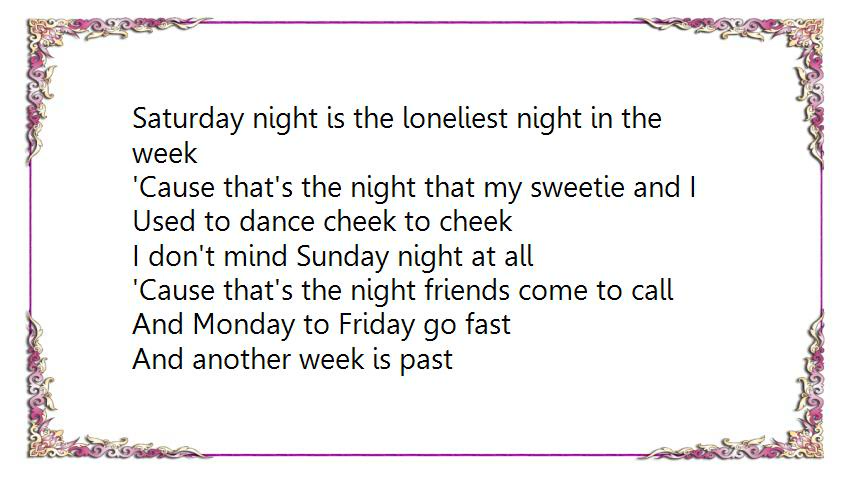 Saturday night is the loneliest night in the
week
'Cause that's the night that my sweetie and I
Used to dance cheek to cheek
I don't mind Sunday night at all
'Cause that's the night friends come to call
And Monday to Friday go fast
And another week is past